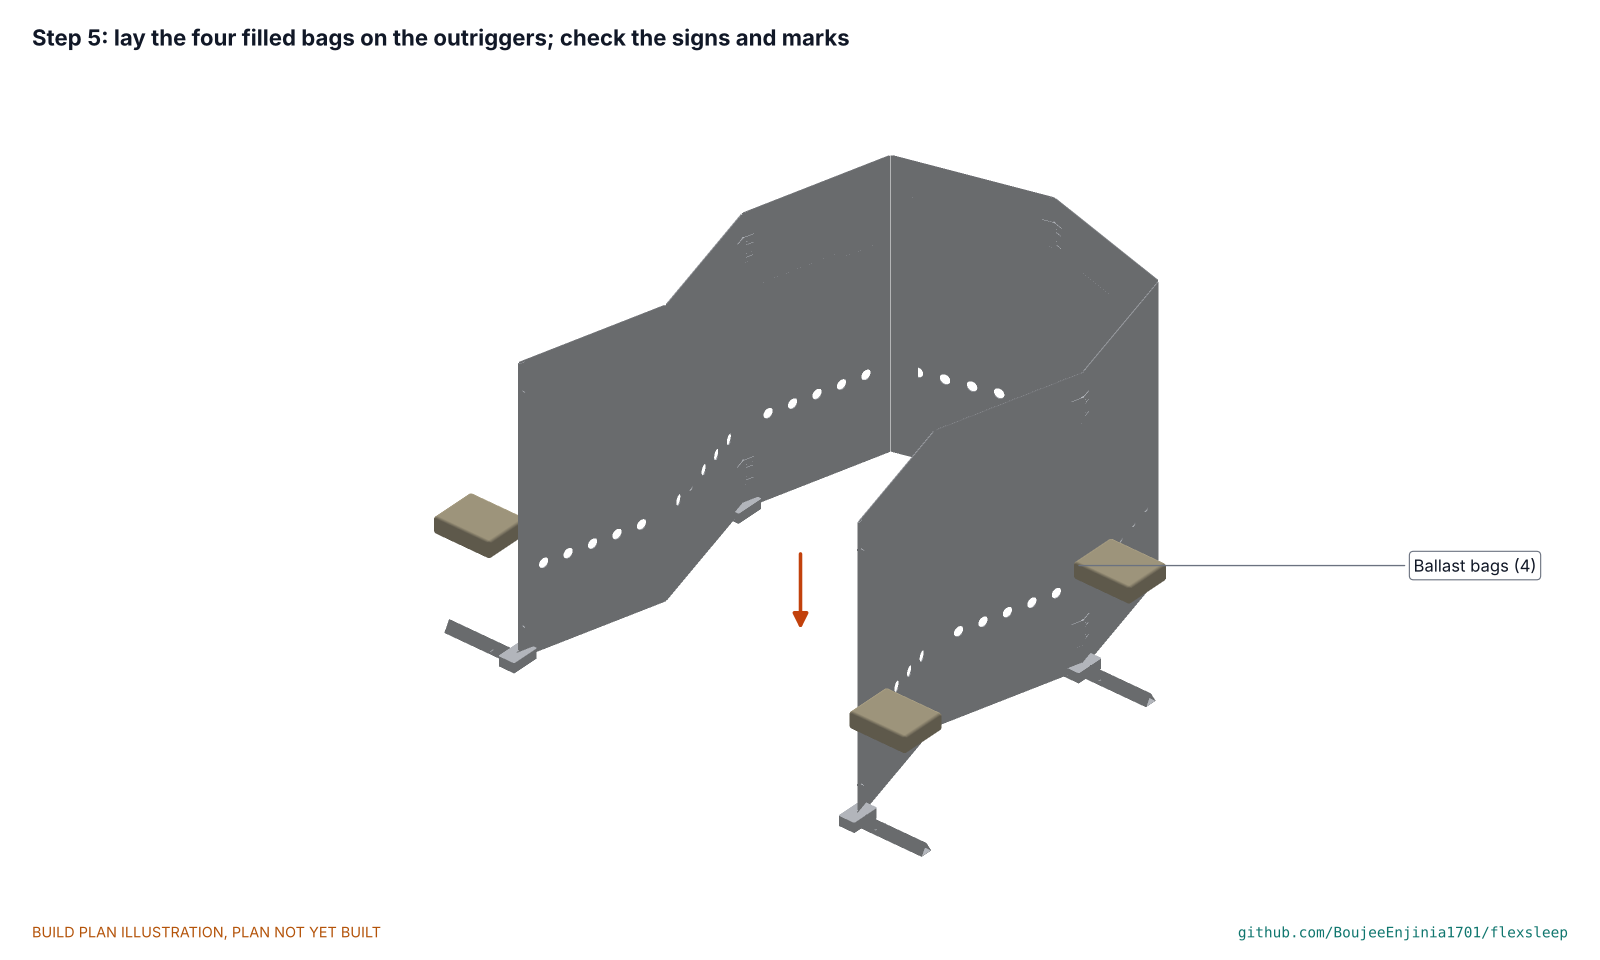 Step 5: lay the four filled bags on the outriggers; check the signs and marks
Ballast bags (4)
BUILD PLAN ILLUSTRATION, PLAN NOT YET BUILT
github.com/BoujeeEnjinia1701/flexsleep